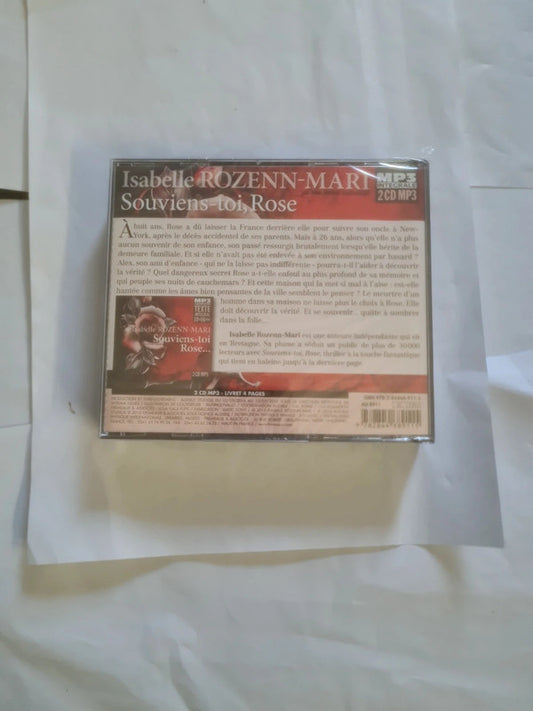 Isabelle ROZENN-MARI
Souviens-toi, Rose
MP3
INTÉGRALE
2 CD MP3
À huit ans, Rose a dû laisser la France derrière elle pour suivre son oncle à New-
York, après le décès accidentel de ses parents. Mais à 26 ans, alors qu'elle n'a plus
aucun souvenir de son enfance, son passé ressurgit brutalement lorsqu'elle hérite de la
demeure familiale. Et si elle n'avait pas été enlevée à son environnement par hasard ?
Alex, son ami d'enfance - qui ne la laisse pas indifférente - pourra-t-il l'aider à découvrir
la vérité ? Quel dangereux secret Rose a-t-elle enfoui au plus profond de sa mémoire et
qui peuple ses nuits de cauchemars ? Et cette maison qui la met si mal à l'aise - est-elle
hantée comme les âmes bien pensantes de la ville semblent le penser ? Le meurtre d'un
homme dans sa maison ne laisse plus le choix à Rose. Elle
doit découvrir la vérité. Et se souvenir... quitte à sombrer
dans la folie...
Isabelle Rozenn-Mari est une auteure indépendante qui vit
en Bretagne. Sa plume a séduit un public de plus de 30 000
lecteurs avec Souviens-toi, Rose, thriller à la touche fantastique
qui tient en haleine jusqu'à la dernière page.
MP3
TEXTE
INTÉGRAL
Isabelle ROZENN-MARI
Souviens-toi
Rose...
2 CD MP3
2 CD MP3 - LIVRET 4 PAGES